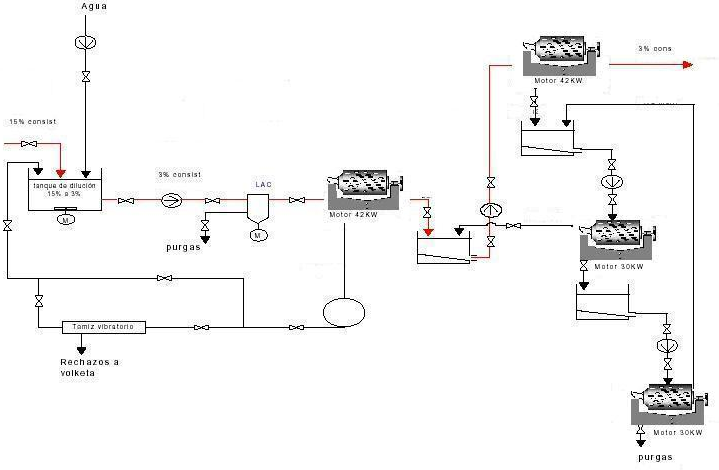 Agua
3% cons
Motor 42KW
15% consist
3% consist
LAC
tanque de dilución
15% a 3%
M
Motor 42KW
M
purgas
Motor 30KW
Tamiz vibratorio
Rechazos a
volketa
Motor 30KW
purgas